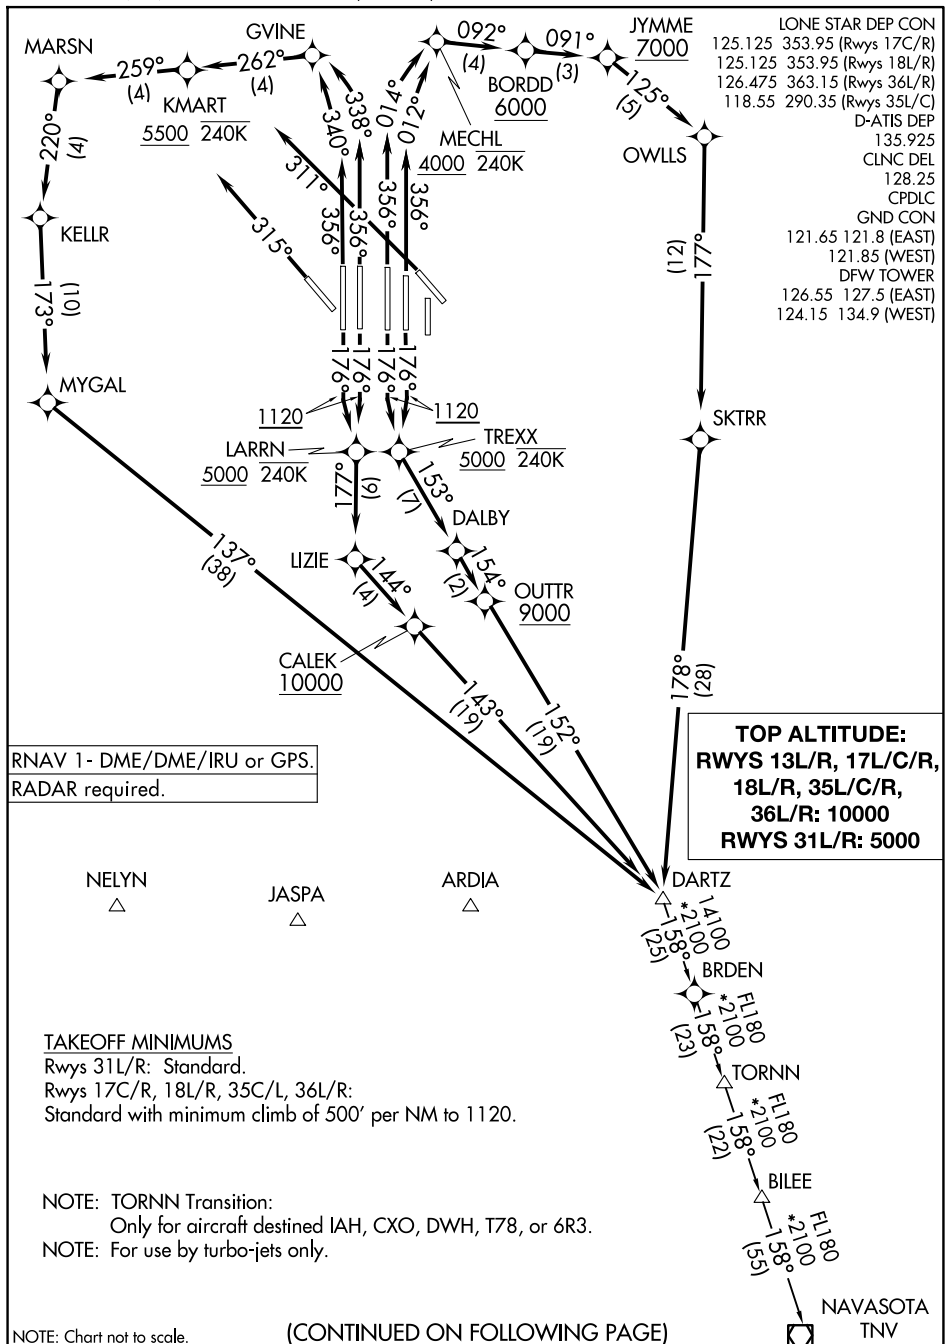 MARSN
GVINE
259°
(4)
262°
(4)
KMART
5500 240K
220°
(4)
KELLR
173°
(10)
MYGAL
315°
311°
340°
338°
356°
356°
356°
356°
014°
012°
092°
(4)
091°
(3)
JYMME
7000
BORDD
6000
MECHL
4000 240K
125°
(5)
OWLLS
(12)
177°
SKTRR
LONE STAR DEP CON
125.125 353.95 (Rwys 17C/R)
125.125 353.95 (Rwys 18L/R)
126.475 363.15 (Rwys 36L/R)
118.55 290.35 (Rwys 35L/C)
D-ATIS DEP
135.925
CLNC DEL
128.25
CPDLC
GND CON
121.65 121.8 (EAST)
121.85 (WEST)
DFW TOWER
126.55 127.5 (EAST)
124.15 134.9 (WEST)
176°
176°
176°
176°
1120
1120
LARRN
5000 240K
TREXX
5000 240K
177°
(6)
153°
(7)
DALBY
LIZIE
144°
(4)
154°
(2)
OUTTR
9000
CALEK
10000
137°
(38)
143°
(19)
152°
(19)
178°
(28)
TOP ALTITUDE:
RWYS 13L/R, 17L/C/R,
18L/R, 35L/C/R,
36L/R: 10000
RWYS 31L/R: 5000
RNAV 1- DME/DME/IRU or GPS.
RADAR required.
NELYN
JASPA
ARDIA
DARTZ
14100
*2100
158°
(25)
BRDEN
FL180
*2100
158°
(23)
TORNN
FL180
*2100
158°
(22)
BILEE
FL180
*2100
158°
(55)
NAVASOTA
TNV
TAKEOFF MINIMUMS
Rwys 31L/R: Standard.
Rwys 17C/R, 18L/R, 35C/L, 36L/R:
Standard with minimum climb of 500' per NM to 1120.
NOTE: TORNN Transition:
Only for aircraft destined IAH, CXO, DWH, T78, or 6R3.
NOTE: For use by turbo-jets only.
NOTE: Chart not to scale.
(CONTINUED ON FOLLOWING PAGE)